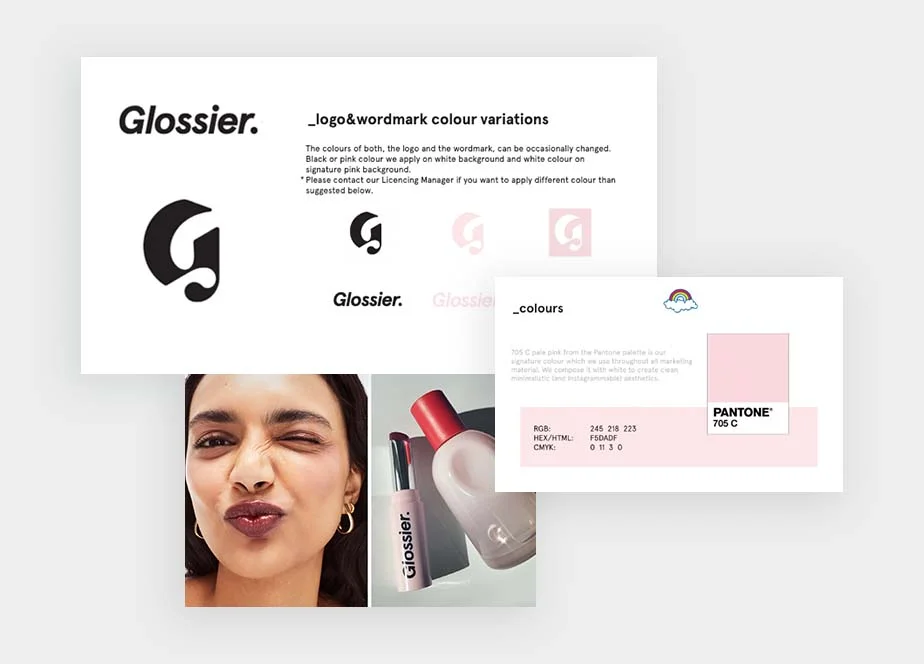 Glossier.
_logo&wordmark colour variations
The colours of both, the logo and the wordmark, can be occasionally changed.
Black or pink colour we apply on white background and white colour on
signature pink background.
* Please contact our Licencing Manager if you want to apply different colour than
suggested below.
Glossier.
Glossier
_colours
705 C pale pink from the Pantone palette is our
signature colour which we use throughout all marketing
material. We compose it with white to create clean
minimalistic (and Instagrammable) aesthetics.
PANTONE®
705 C
RGB: 245 218 223
HEX/HTML: F5DADF
CMYK: 0 11 3 0
Glossier.